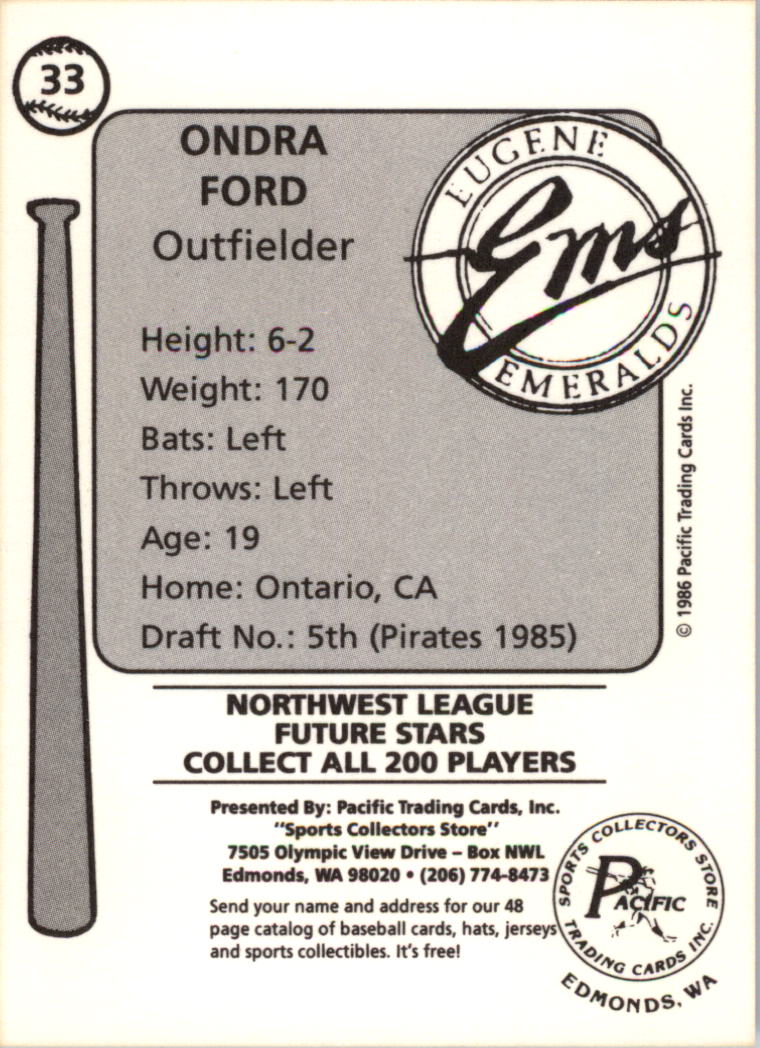 33
ONDRA
FORD
Outfielder
EUGENE
Ems
EMERALDS
Height: 6-2
Weight: 170
Bats: Left
Throws: Left
Age: 19
Home: Ontario, CA
Draft No.: 5th (Pirates 1985)
© 1986 Pacific Trading Cards Inc.
NORTHWEST LEAGUE
FUTURE STARS
COLLECT ALL 200 PLAYERS
Presented By: Pacific Trading Cards, Inc.
"Sports Collectors Store"
7505 Olympic View Drive – Box NWL
Edmonds, WA 98020 • (206) 774-8473
Send your name and address for our 48
page catalog of baseball cards, hats, jerseys
and sports collectibles. It's free!
SPORTS COLLECTORS STORE
PACIFIC
TRADING CARDS INC.
EDMONDS, WA